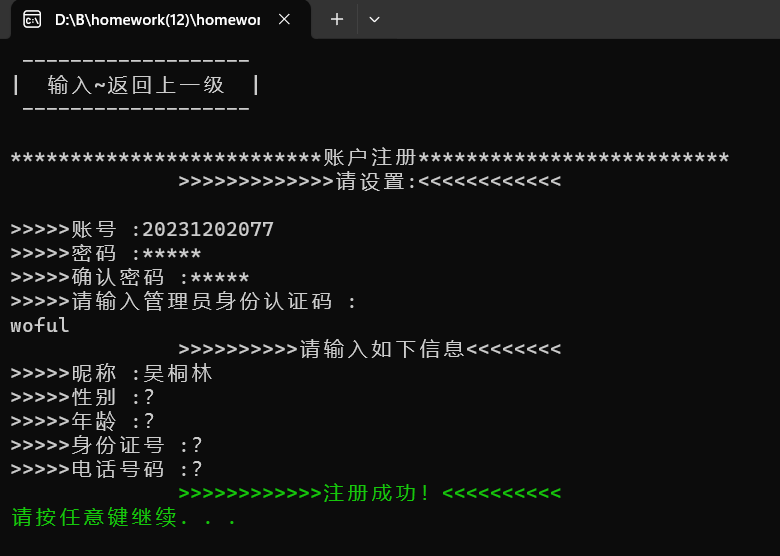 D:\B\homework(12)\homewor
-------------------
|  输入~返回上一级  |
-------------------
**************************账户注册**************************
>>>>>>>>>>>>>请设置:<<<<<<<<<<<<
>>>>>账号 :20231202077
>>>>>密码 :*****
>>>>>确认密码 :*****
>>>>>请输入管理员身份认证码 :
woful
>>>>>>>>>>请输入如下信息<<<<<<<<
>>>>>昵称 :吴桐林
>>>>>性别 :?
>>>>>年龄 :?
>>>>>身份证号 :?
>>>>>电话号码 :?
>>>>>>>>>>>>注册成功！<<<<<<<<<<
请按任意键继续. . .